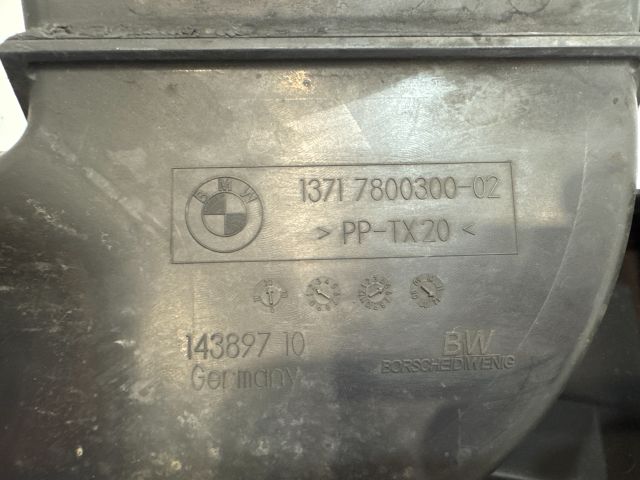 BMW
1371 7800300-02
>PP-TX20<
143897 10
Germany
BW
BORSCHEIDWENIG